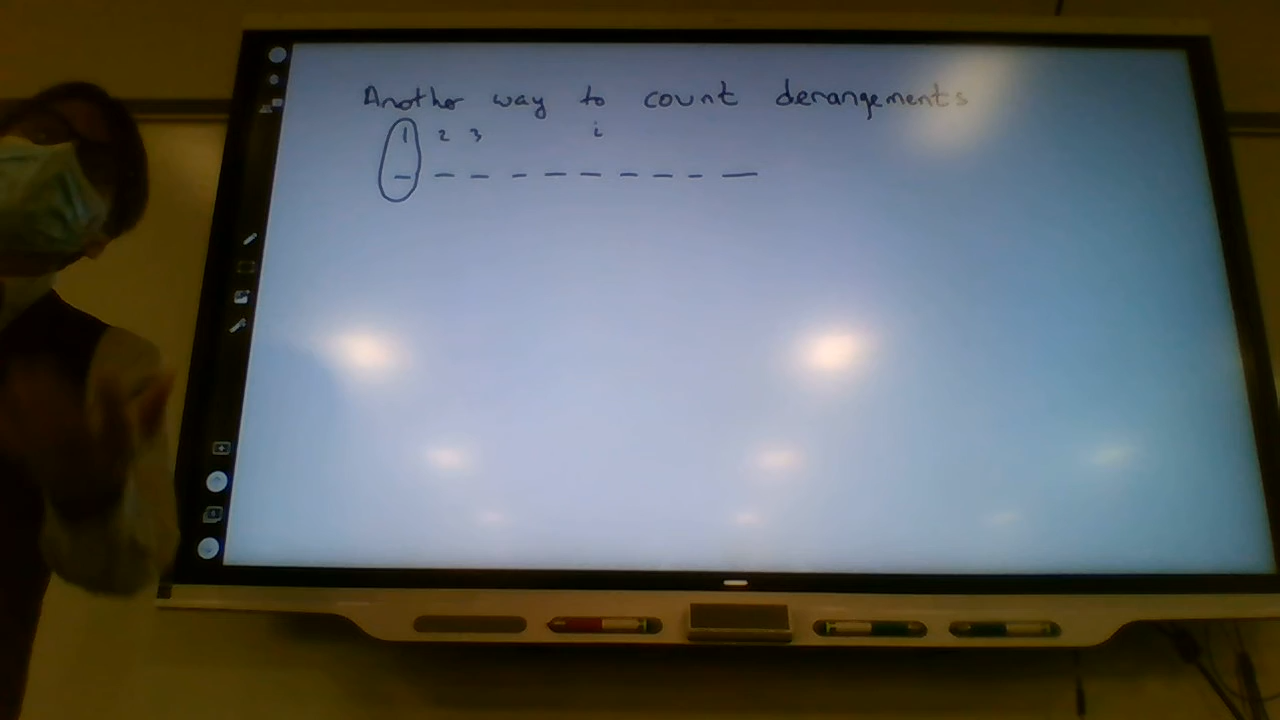 Another way to count derangements
1 2 3 i
_ _ _ _ _ _ _ _ _ _